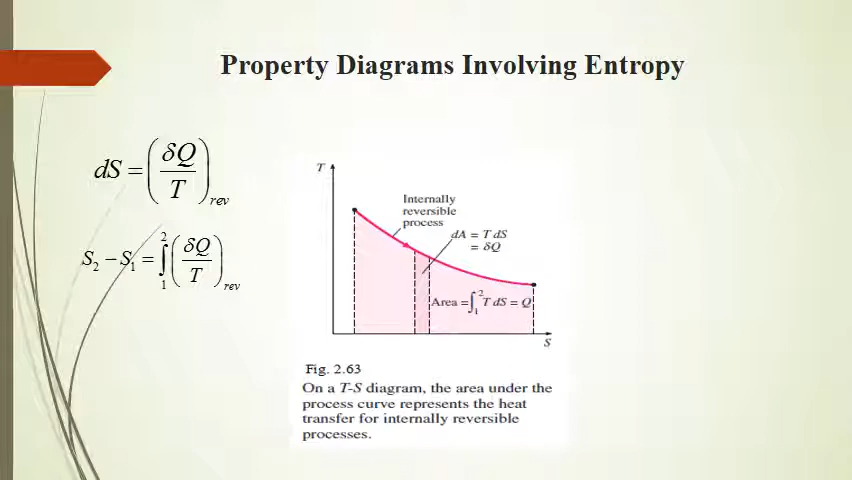 Property Diagrams Involving Entropy
dS = (δQ / T)rev
S2 − S1 = ∫₁² (δQ / T)rev
T
Internally
reversible
process
dA = T dS
= δQ
Area = ∫₁² T dS = Q
S
Fig. 2.63
On a T-S diagram, the area under the
process curve represents the heat
transfer for internally reversible
processes.